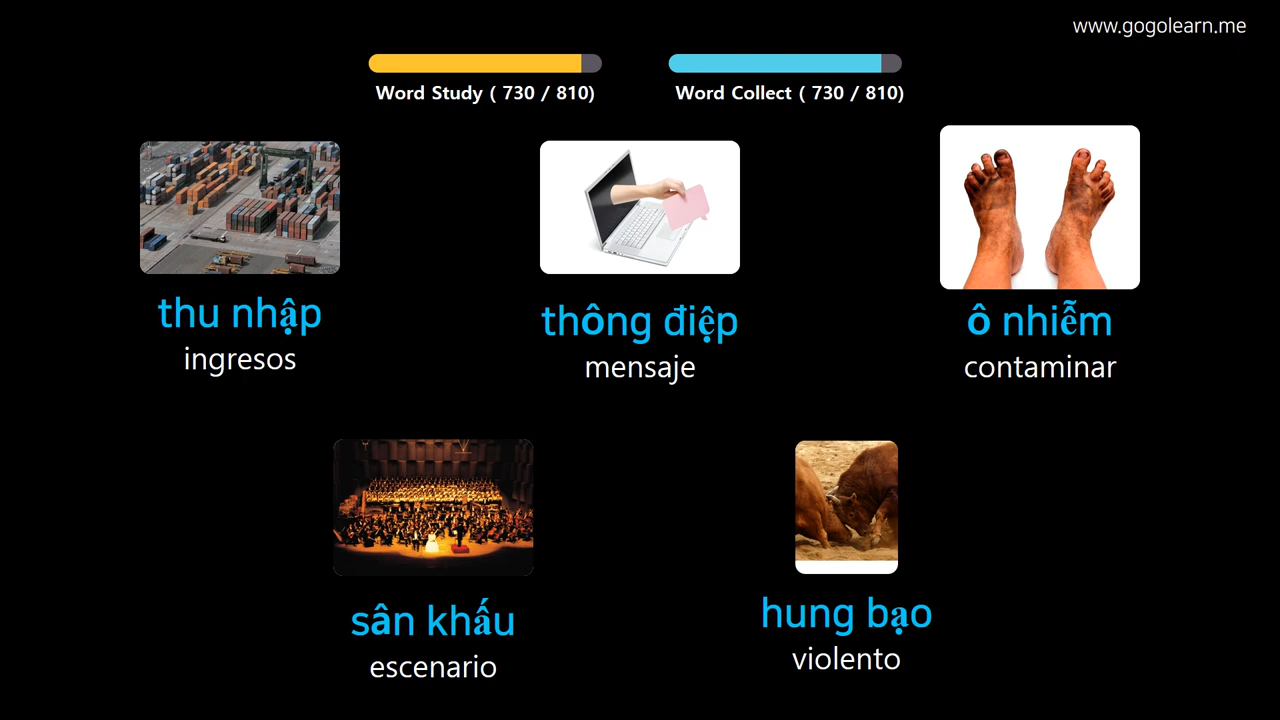 www.gogolearn.me
Word Study ( 730 / 810)
Word Collect ( 730 / 810)
thu nhập
ingresos
thông điệp
mensaje
ô nhiễm
contaminar
sân khấu
escenario
hung bạo
violento